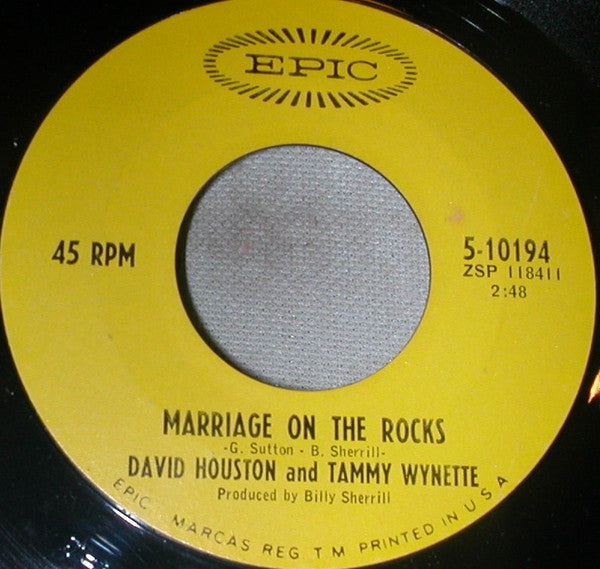 EPIC
45 RPM
5-10194
ZSP 118411
2:48
MARRIAGE ON THE ROCKS
-G. Sutton - B. Sherrill-
DAVID HOUSTON and TAMMY WYNETTE
Produced by Billy Sherrill
EPIC. MARCAS REG. T M PRINTED IN U S A